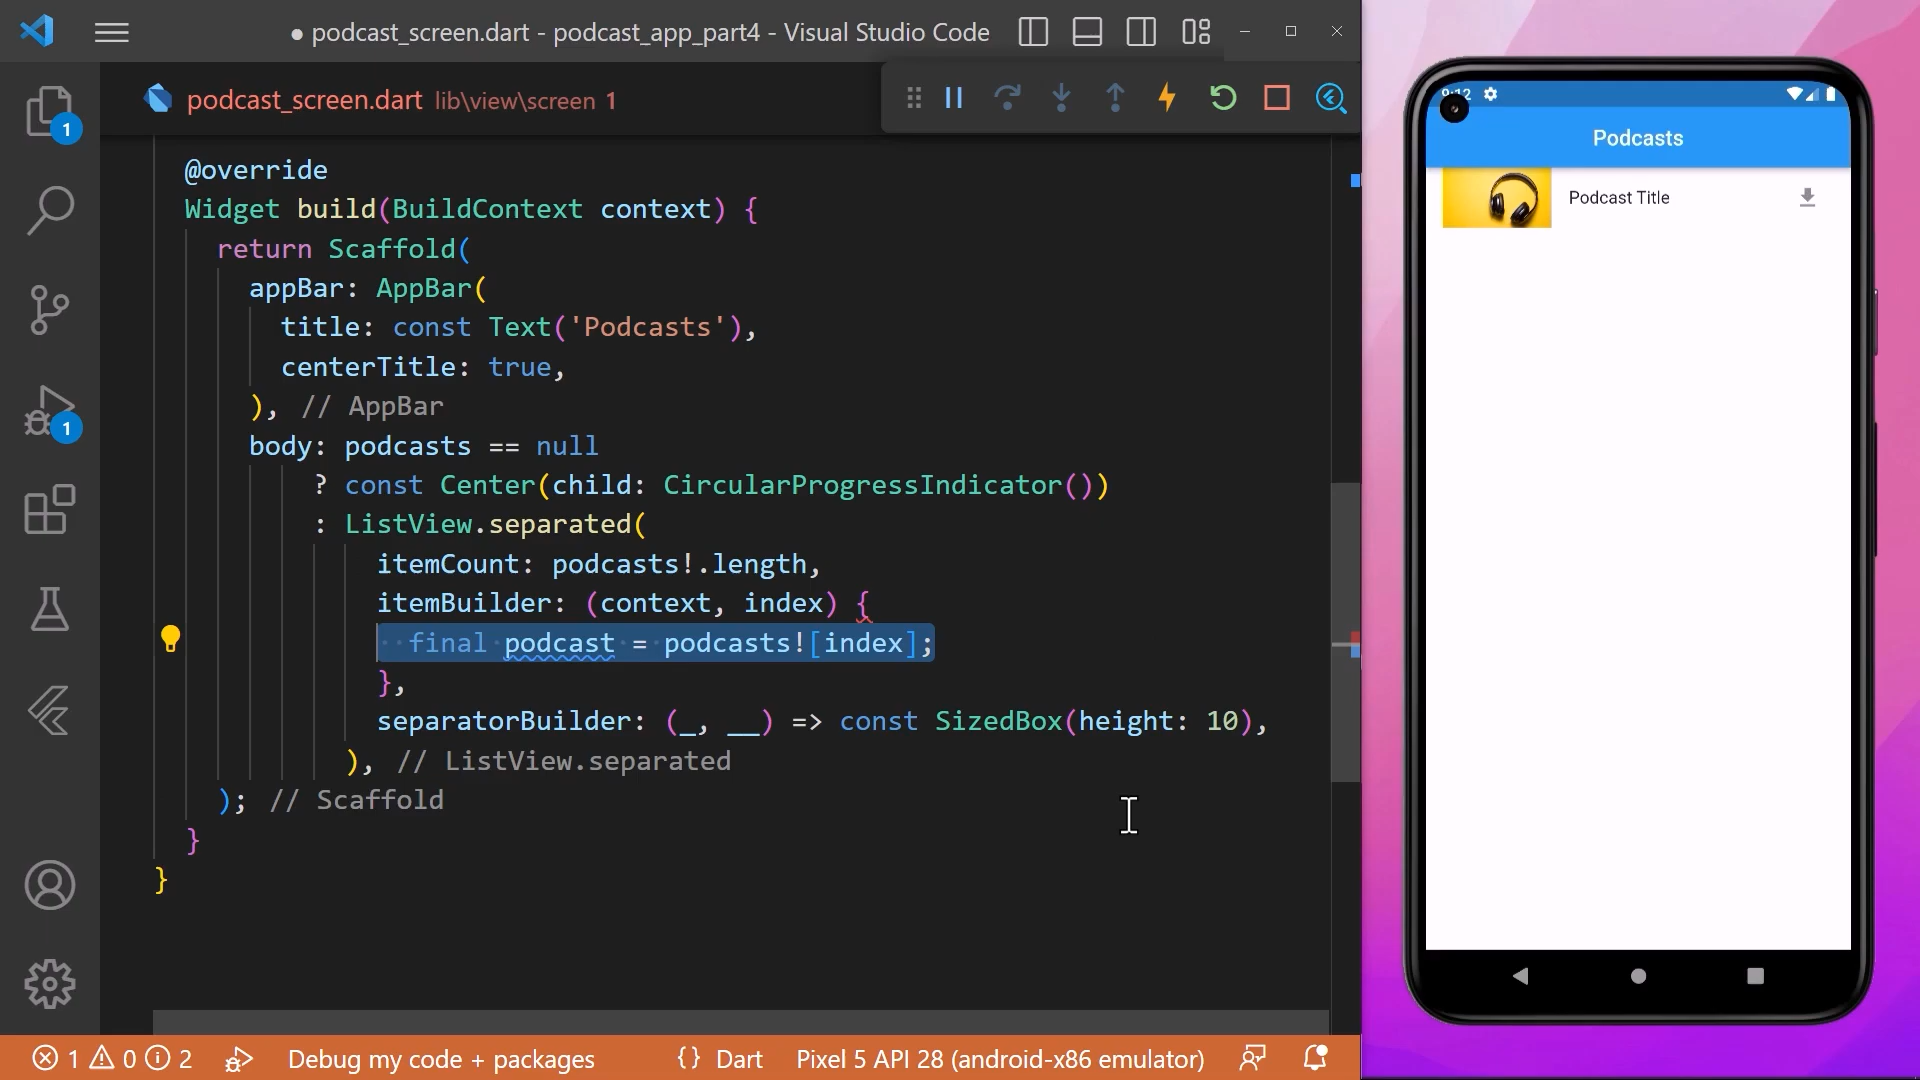 ● podcast_screen.dart - podcast_app_part4 - Visual Studio Code
podcast_screen.dart lib\view\screen 1
1
1
@override
Widget build(BuildContext context) {
return Scaffold(
appBar: AppBar(
title: const Text('Podcasts'),
centerTitle: true,
), // AppBar
body: podcasts == null
? const Center(child: CircularProgressIndicator())
: ListView.separated(
itemCount: podcasts!.length,
itemBuilder: (context, index) {
final podcast = podcasts![index];
},
separatorBuilder: (_, __) => const SizedBox(height: 10),
), // ListView.separated
); // Scaffold
}
}
1 0 2 Debug my code + packages {} Dart Pixel 5 API 28 (android-x86 emulator)
Podcasts
Podcast Title